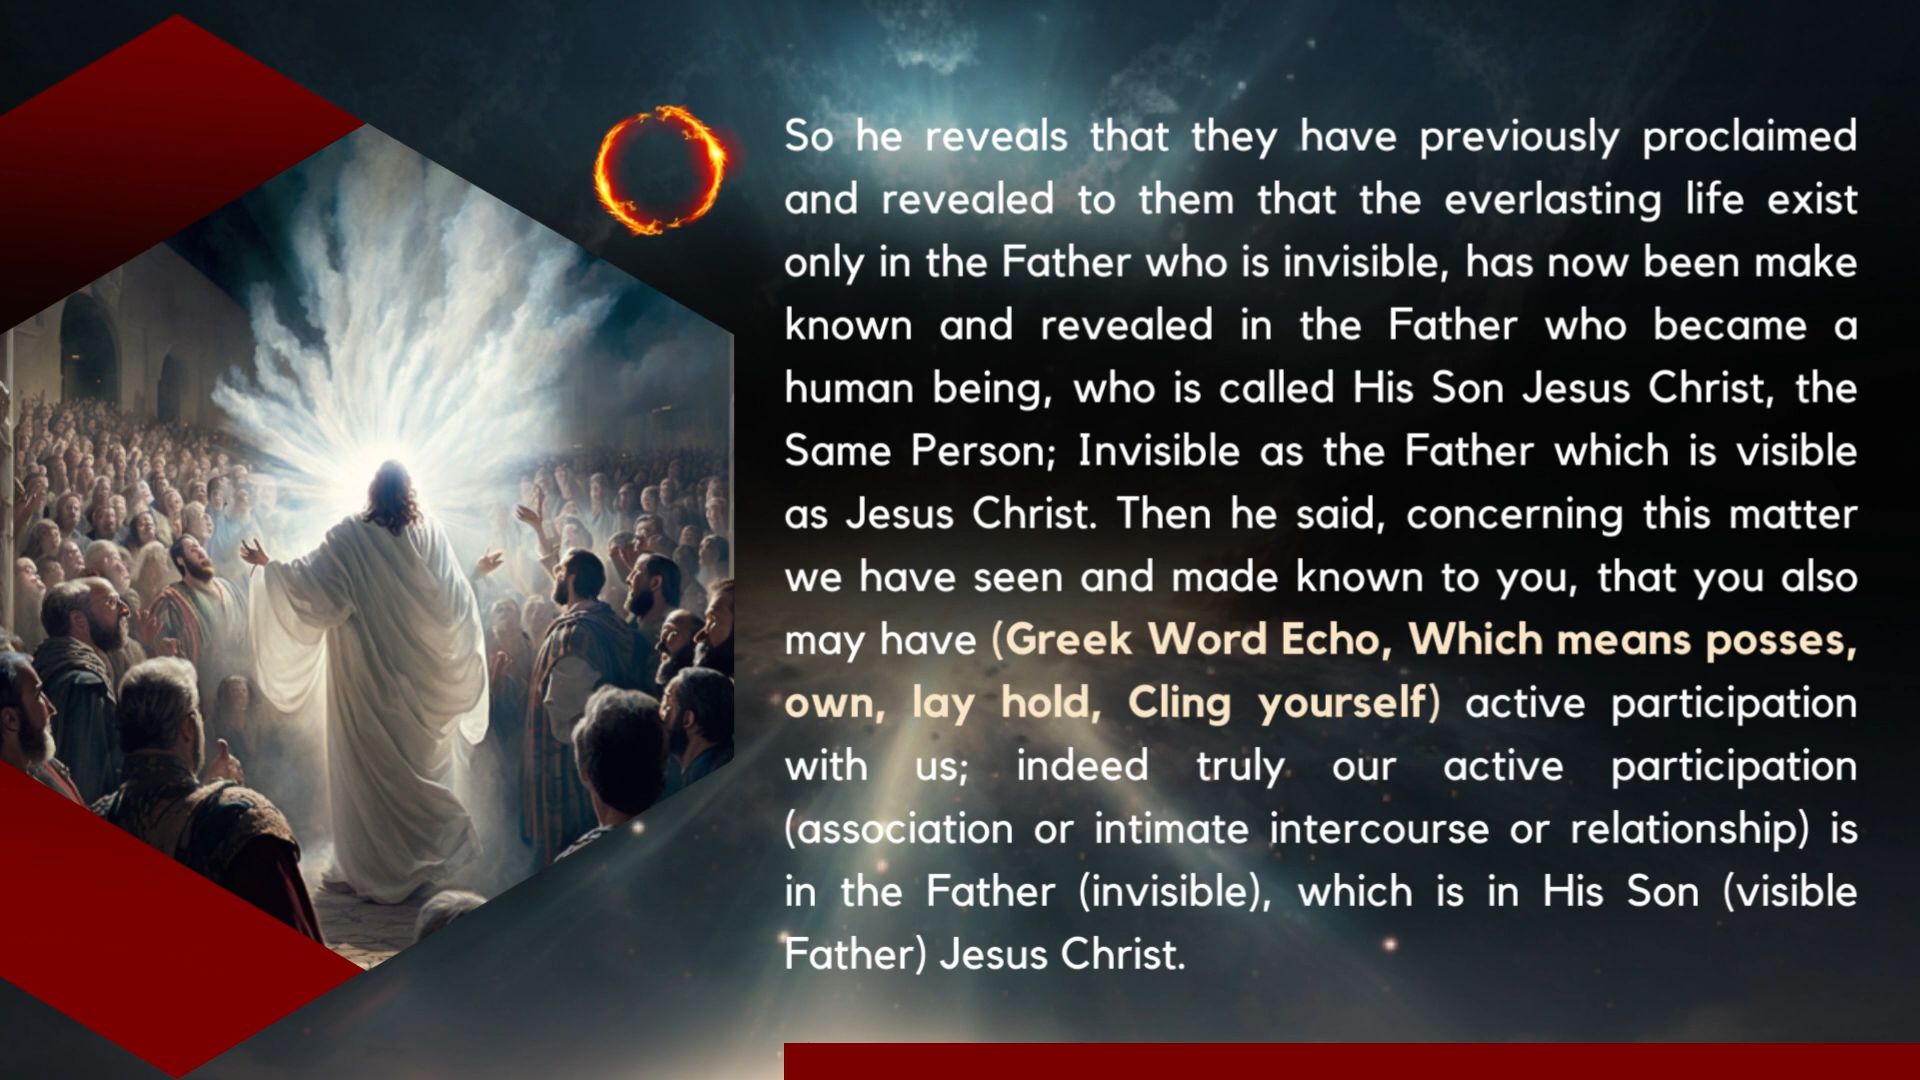 So he reveals that they have previously proclaimed
and revealed to them that the everlasting life exist
only in the Father who is invisible, has now been make
known and revealed in the Father who became a
human being, who is called His Son Jesus Christ, the
Same Person; Invisible as the Father which is visible
as Jesus Christ. Then he said, concerning this matter
we have seen and made known to you, that you also
may have (Greek Word Echo, Which means posses,
own, lay hold, Cling yourself) active participation
with us; indeed truly our active participation
(association or intimate intercourse or relationship) is
in the Father (invisible), which is in His Son (visible
Father) Jesus Christ.